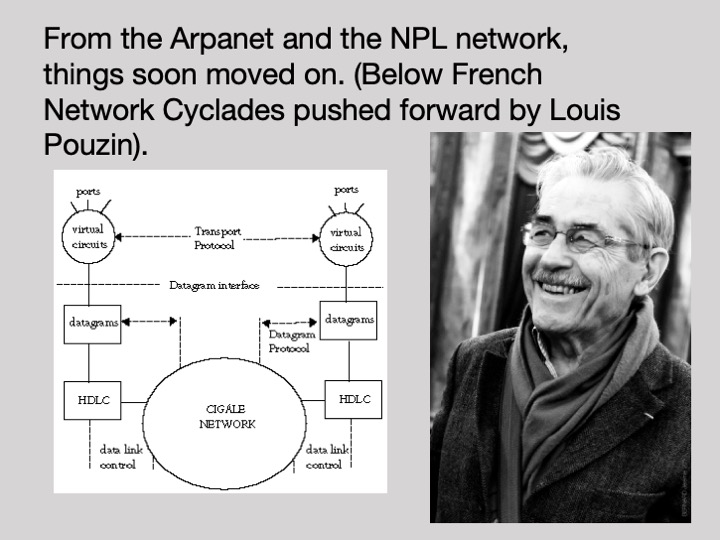 From the Arpanet and the NPL network,
things soon moved on. (Below French
Network Cyclades pushed forward by Louis
Pouzin).
ports
ports
virtual
circuits
Transport
Protocol
virtual
circuits
Datagram interface
datagrams
datagrams
Datagram
Protocol
HDLC
HDLC
CIGALE
NETWORK
data link
control
data link
control